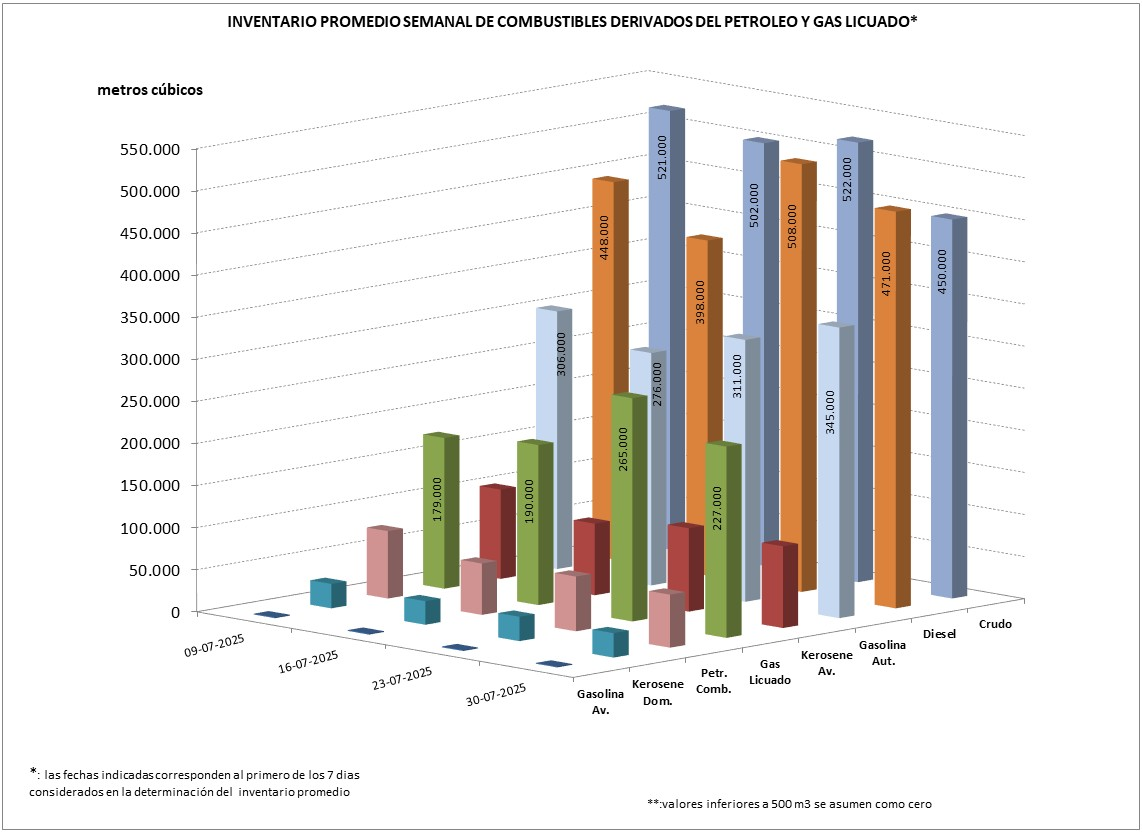 INVENTARIO PROMEDIO SEMANAL DE COMBUSTIBLES DERIVADOS DEL PETROLEO Y GAS LICUADO*
metros cúbicos
550.000
500.000
450.000
400.000
350.000
300.000
250.000
200.000
150.000
100.000
50.000
0
521.000
502.000
522.000
450.000
448.000
398.000
508.000
471.000
306.000
276.000
311.000
345.000
179.000
190.000
265.000
227.000
09-07-2025
16-07-2025
23-07-2025
30-07-2025
Gasolina
Av.
Kerosene
Dom.
Petr.
Comb.
Gas
Licuado
Kerosene
Av.
Gasolina
Aut.
Diesel
Crudo
*: las fechas indicadas corresponden al primero de los 7 dias
considerados en la determinación del inventario promedio
**:valores inferiores a 500 m3 se asumen como cero